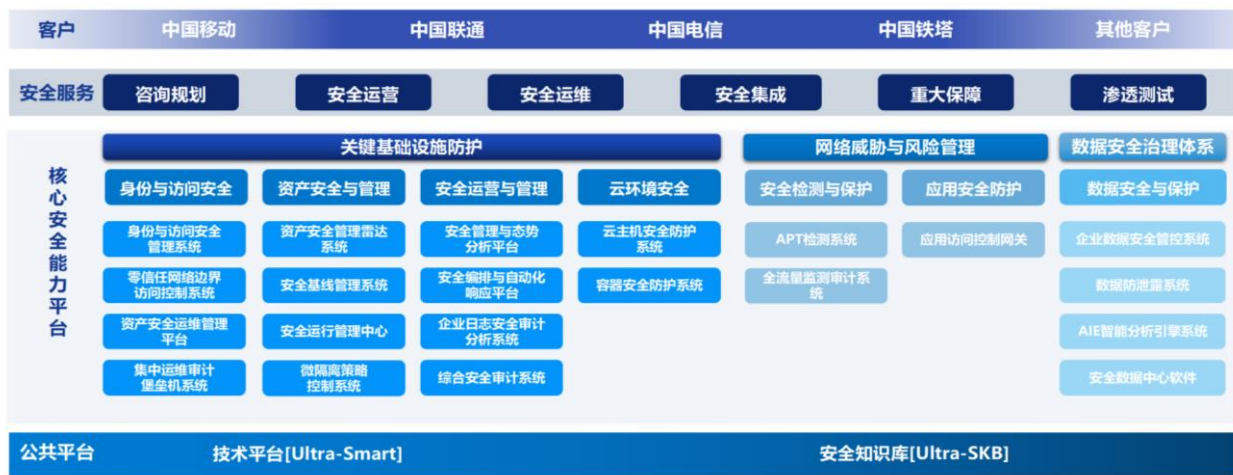 客户 中国移动 中国联通 中国电信 中国铁塔 其他客户
安全服务 咨询规划 安全运营 安全运维 安全集成 重大保障 渗透测试
核心安全能力平台
关键基础设施防护 网络威胁与风险管理 数据安全治理体系
身份与访问安全 资产安全与管理 安全运营与管理 云环境安全 安全检测与保护 应用安全防护 数据安全与保护
身份与访问安全
管理系统
资产安全管理雷达
系统
安全管理与态势
分析平台
云主机安全防护
系统
APT检测系统
应用访问控制网关
企业数据安全管控系统
零信任网络边界
访问控制系统
安全基线管理系统
安全编排与自动化
响应平台
容器安全防护系统
全流量监测审计系
统
数据防泄露系统
资产安全运维管理
平台
安全运行管理中心
企业日志安全审计
分析系统
AIE智能分析引擎系统
集中运维审计
堡垒机系统
微隔离策略
控制系统
综合安全审计系统
安全数据中心软件
公共平台 技术平台[Ultra-Smart] 安全知识库[Ultra-SKB]